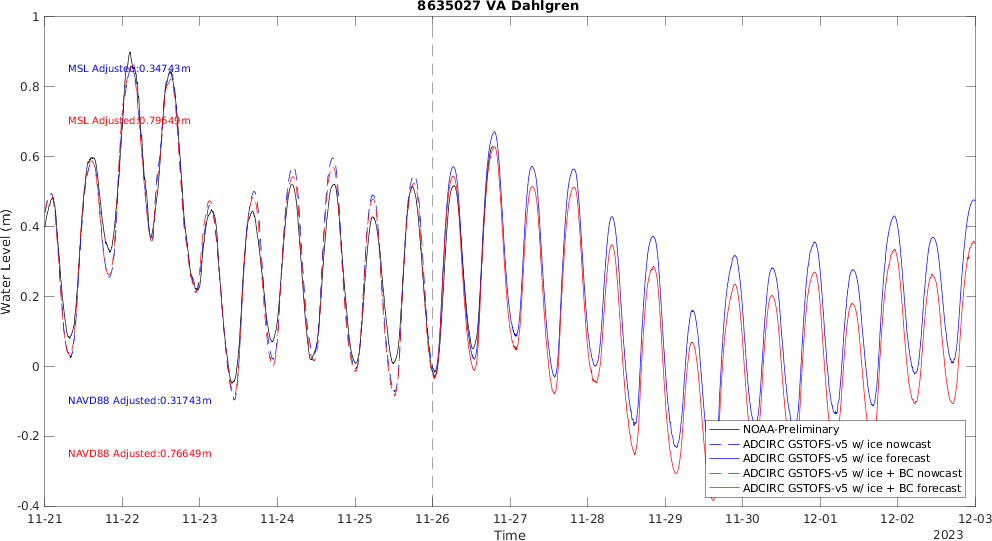 8635027 VA Dahlgren
1
0.8
0.6
0.4
0.2
0
-0.2
-0.4
Water Level (m)
MSL Adjusted:0.34743m
MSL Adjusted:0.79649m
NAVD88 Adjusted:0.31743m
NAVD88 Adjusted:0.76649m
NOAA-Preliminary
ADCIRC GSTOFS-v5 w/ ice nowcast
ADCIRC GSTOFS-v5 w/ ice forecast
ADCIRC GSTOFS-v5 w/ ice + BC nowcast
ADCIRC GSTOFS-v5 w/ ice + BC forecast
11-21 11-22 11-23 11-24 11-25 11-26 11-27 11-28 11-29 11-30 12-01 12-02 12-03
Time
2023